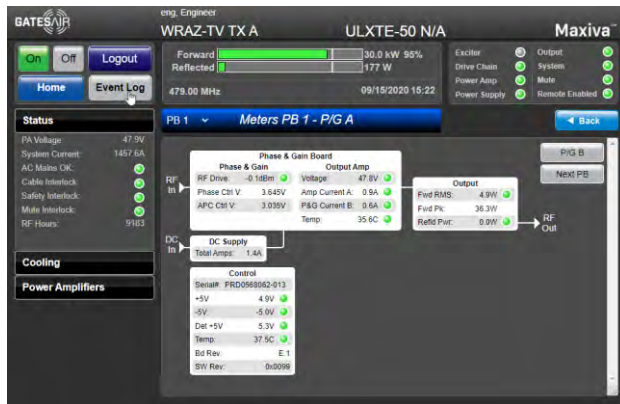 GATESAIR
eng, Engineer
WRAZ-TV TX A
ULXTE-50 N/A
Maxiva
On
Off
Logout
Home
Event Log
Forward
30.0 kW 95%
Reflected
177 W
479.00 MHz
09/15/2020 16:22
Exciter
Drive Chain
Power Amp
Power Supply
Output
System
Mute
Remote Enabled
Status
PA Voltage 47.9V
System Current: 1457.6A
AC Mains OK:
Cable Interlock:
Safety Interlock:
Mute Interlock:
RF Hours: 9183
Cooling
Power Amplifiers
PB 1
Meters PB 1 - P/G A
Back
P/G B
Next PB
RF In
Phase & Gain Board
Phase & Gain
RF Drive: -0.1dBm
Phase Ctrl V: 3.645V
APC Ctrl V: 3.035V
Output Amp
Voltage: 47.8V
Amp Current A: 0.9A
P&G Current B: 0.6A
Temp: 35.6C
Output
Fwd RMS: 4.9W
Fwd Pk: 36.3W
Refld Pwr: 0.0W
RF Out
DC In
DC Supply
Total Amps: 1.4A
Control
Serial#: PRD0568062-013
+5V 4.9V
-5V: -5.0V
Det +5V 5.3V
Temp: 37.5C
Bd Rev: E.1
SW Rev: 0x0099